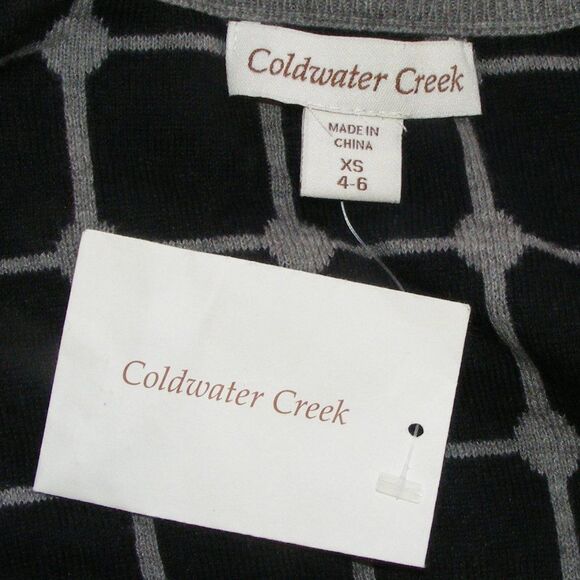 Coldwater Creek
MADE IN
CHINA
XS
4-6
Coldwater Creek